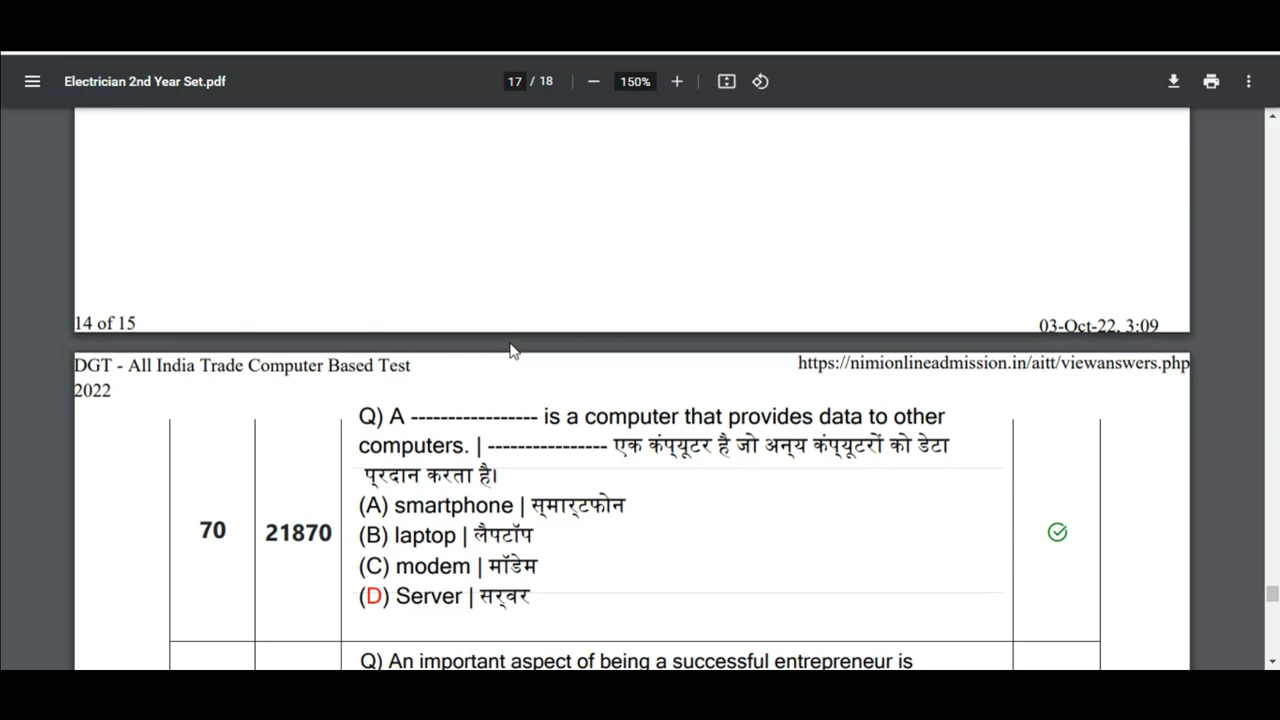 Electrician 2nd Year Set.pdf
17 / 18
150%
14 of 15
03-Oct-22, 3:09
DGT - All India Trade Computer Based Test
2022
https://nimionlineadmission.in/aitt/viewanswers.php
Q) A ----------------- is a computer that provides data to other
computers. | ---------------- एक कंप्यूटर है जो अन्य कंप्यूटरों को डेटा
प्रदान करता है।
(A) smartphone | स्मार्टफोन
(B) laptop | लैपटॉप
(C) modem | मॉडेम
(D) Server | सर्वर
70
21870
Q) An important aspect of being a successful entrepreneur is